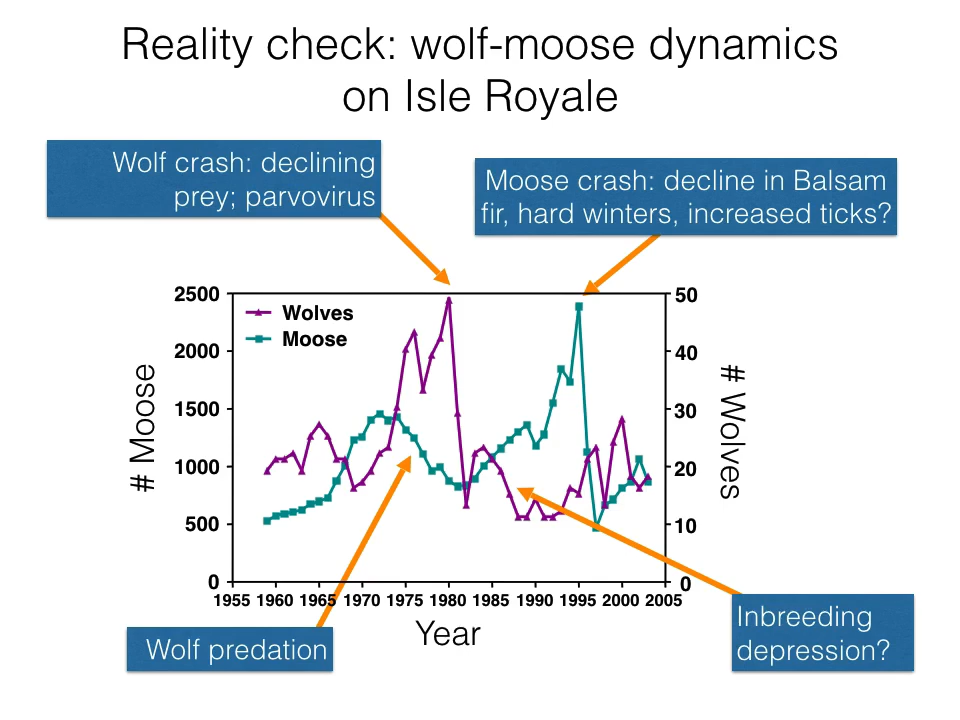 Reality check: wolf-moose dynamics
on Isle Royale
Wolf crash: declining
prey; parvovirus
Moose crash: decline in Balsam
fir, hard winters, increased ticks?
Wolves
Moose
2500
2000
1500
1000
500
0
# Moose
50
40
30
20
10
0
# Wolves
1955 1960 1965 1970 1975 1980 1985 1990 1995 2000 2005
Year
Wolf predation
Inbreeding
depression?